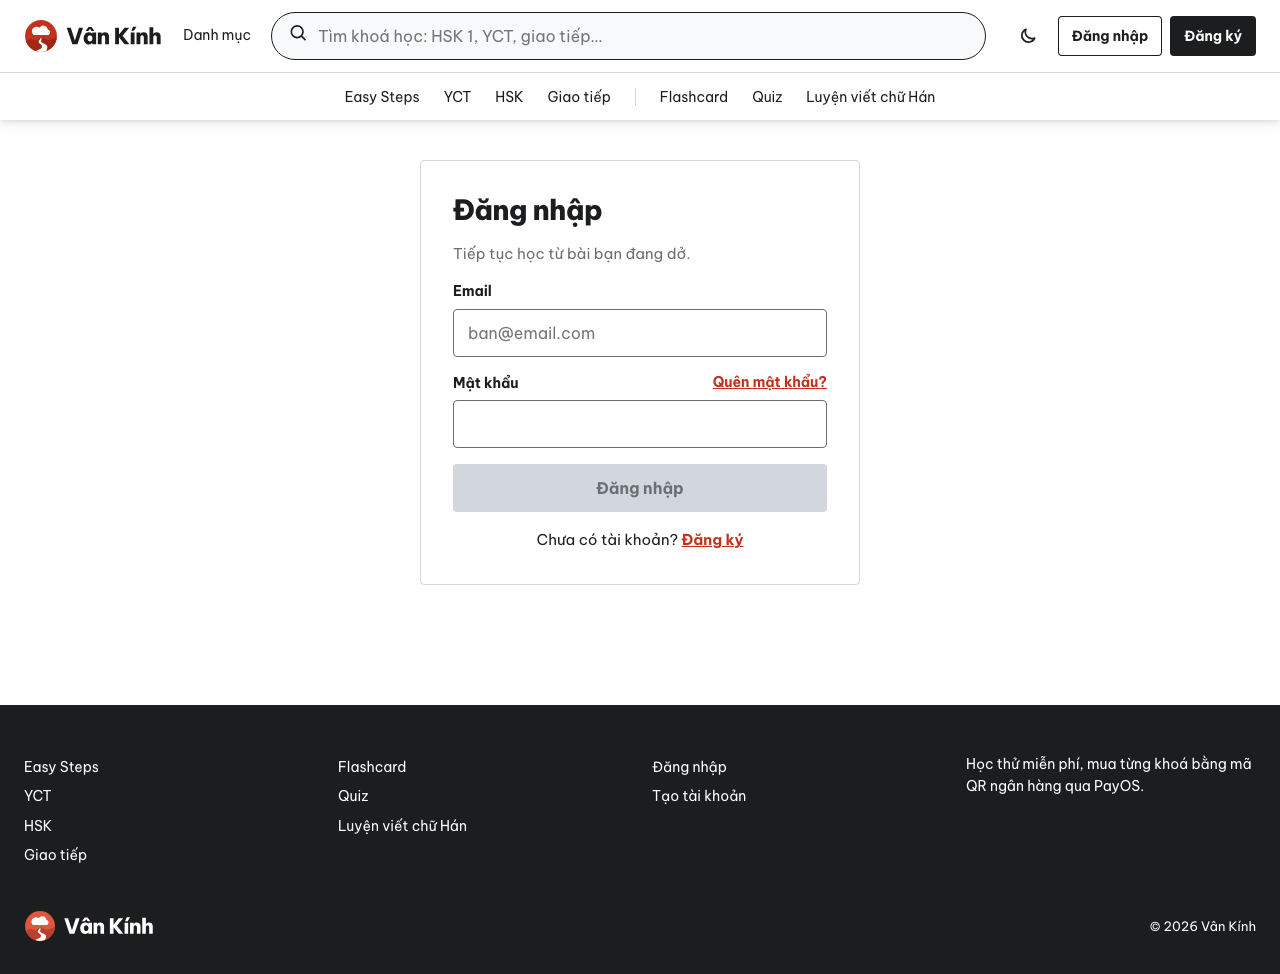 Vân Kính
Danh mục
Tìm khoá học: HSK 1, YCT, giao tiếp...
Đăng nhập
Đăng ký
Easy Steps
YCT
HSK
Giao tiếp
Flashcard
Quiz
Luyện viết chữ Hán
Đăng nhập
Tiếp tục học từ bài bạn đang dở.
Email
ban@email.com
Mật khẩu
Quên mật khẩu?
Đăng nhập
Chưa có tài khoản? Đăng ký
Easy Steps
YCT
HSK
Giao tiếp
Flashcard
Quiz
Luyện viết chữ Hán
Đăng nhập
Tạo tài khoản
Học thử miễn phí, mua từng khoá bằng mã
QR ngân hàng qua PayOS.
Vân Kính
© 2026 Vân Kính